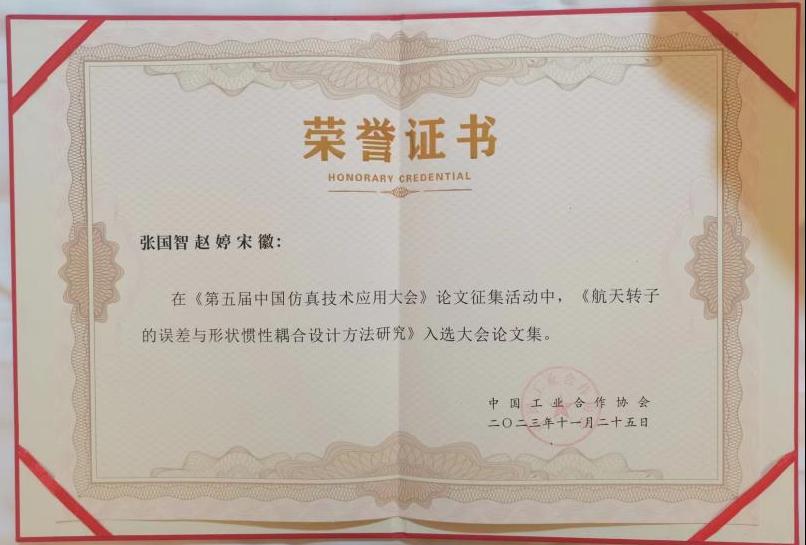 荣誉证书
HONORARY CREDENTIAL
张国智 赵 婷 宋 徽：
在《第五届中国仿真技术应用大会》论文征集活动中，《航天转子
的误差与形状惯性耦合设计方法研究》入选大会论文集。
中国工业合作协会
二〇二三年十一月二十五日